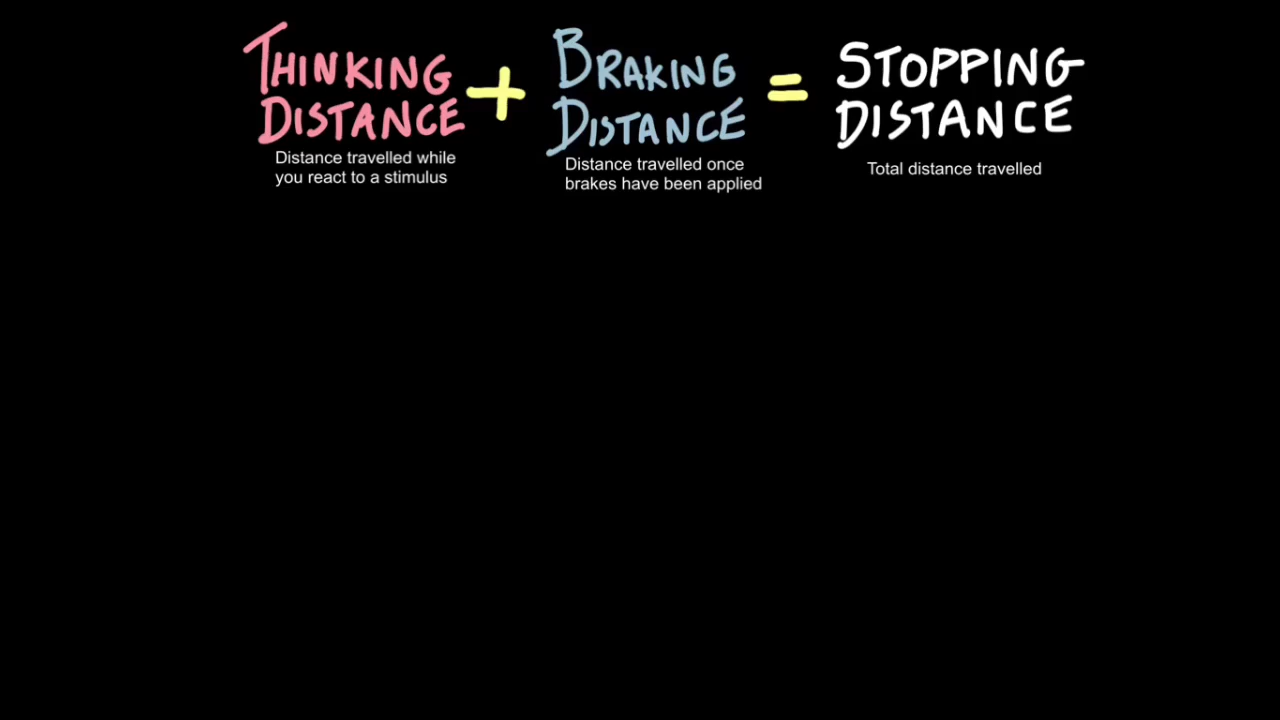 THINKING
DISTANCE
Distance travelled while
you react to a stimulus
+
BRAKING
DISTANCE
Distance travelled once
brakes have been applied
=
STOPPING
DISTANCE
Total distance travelled